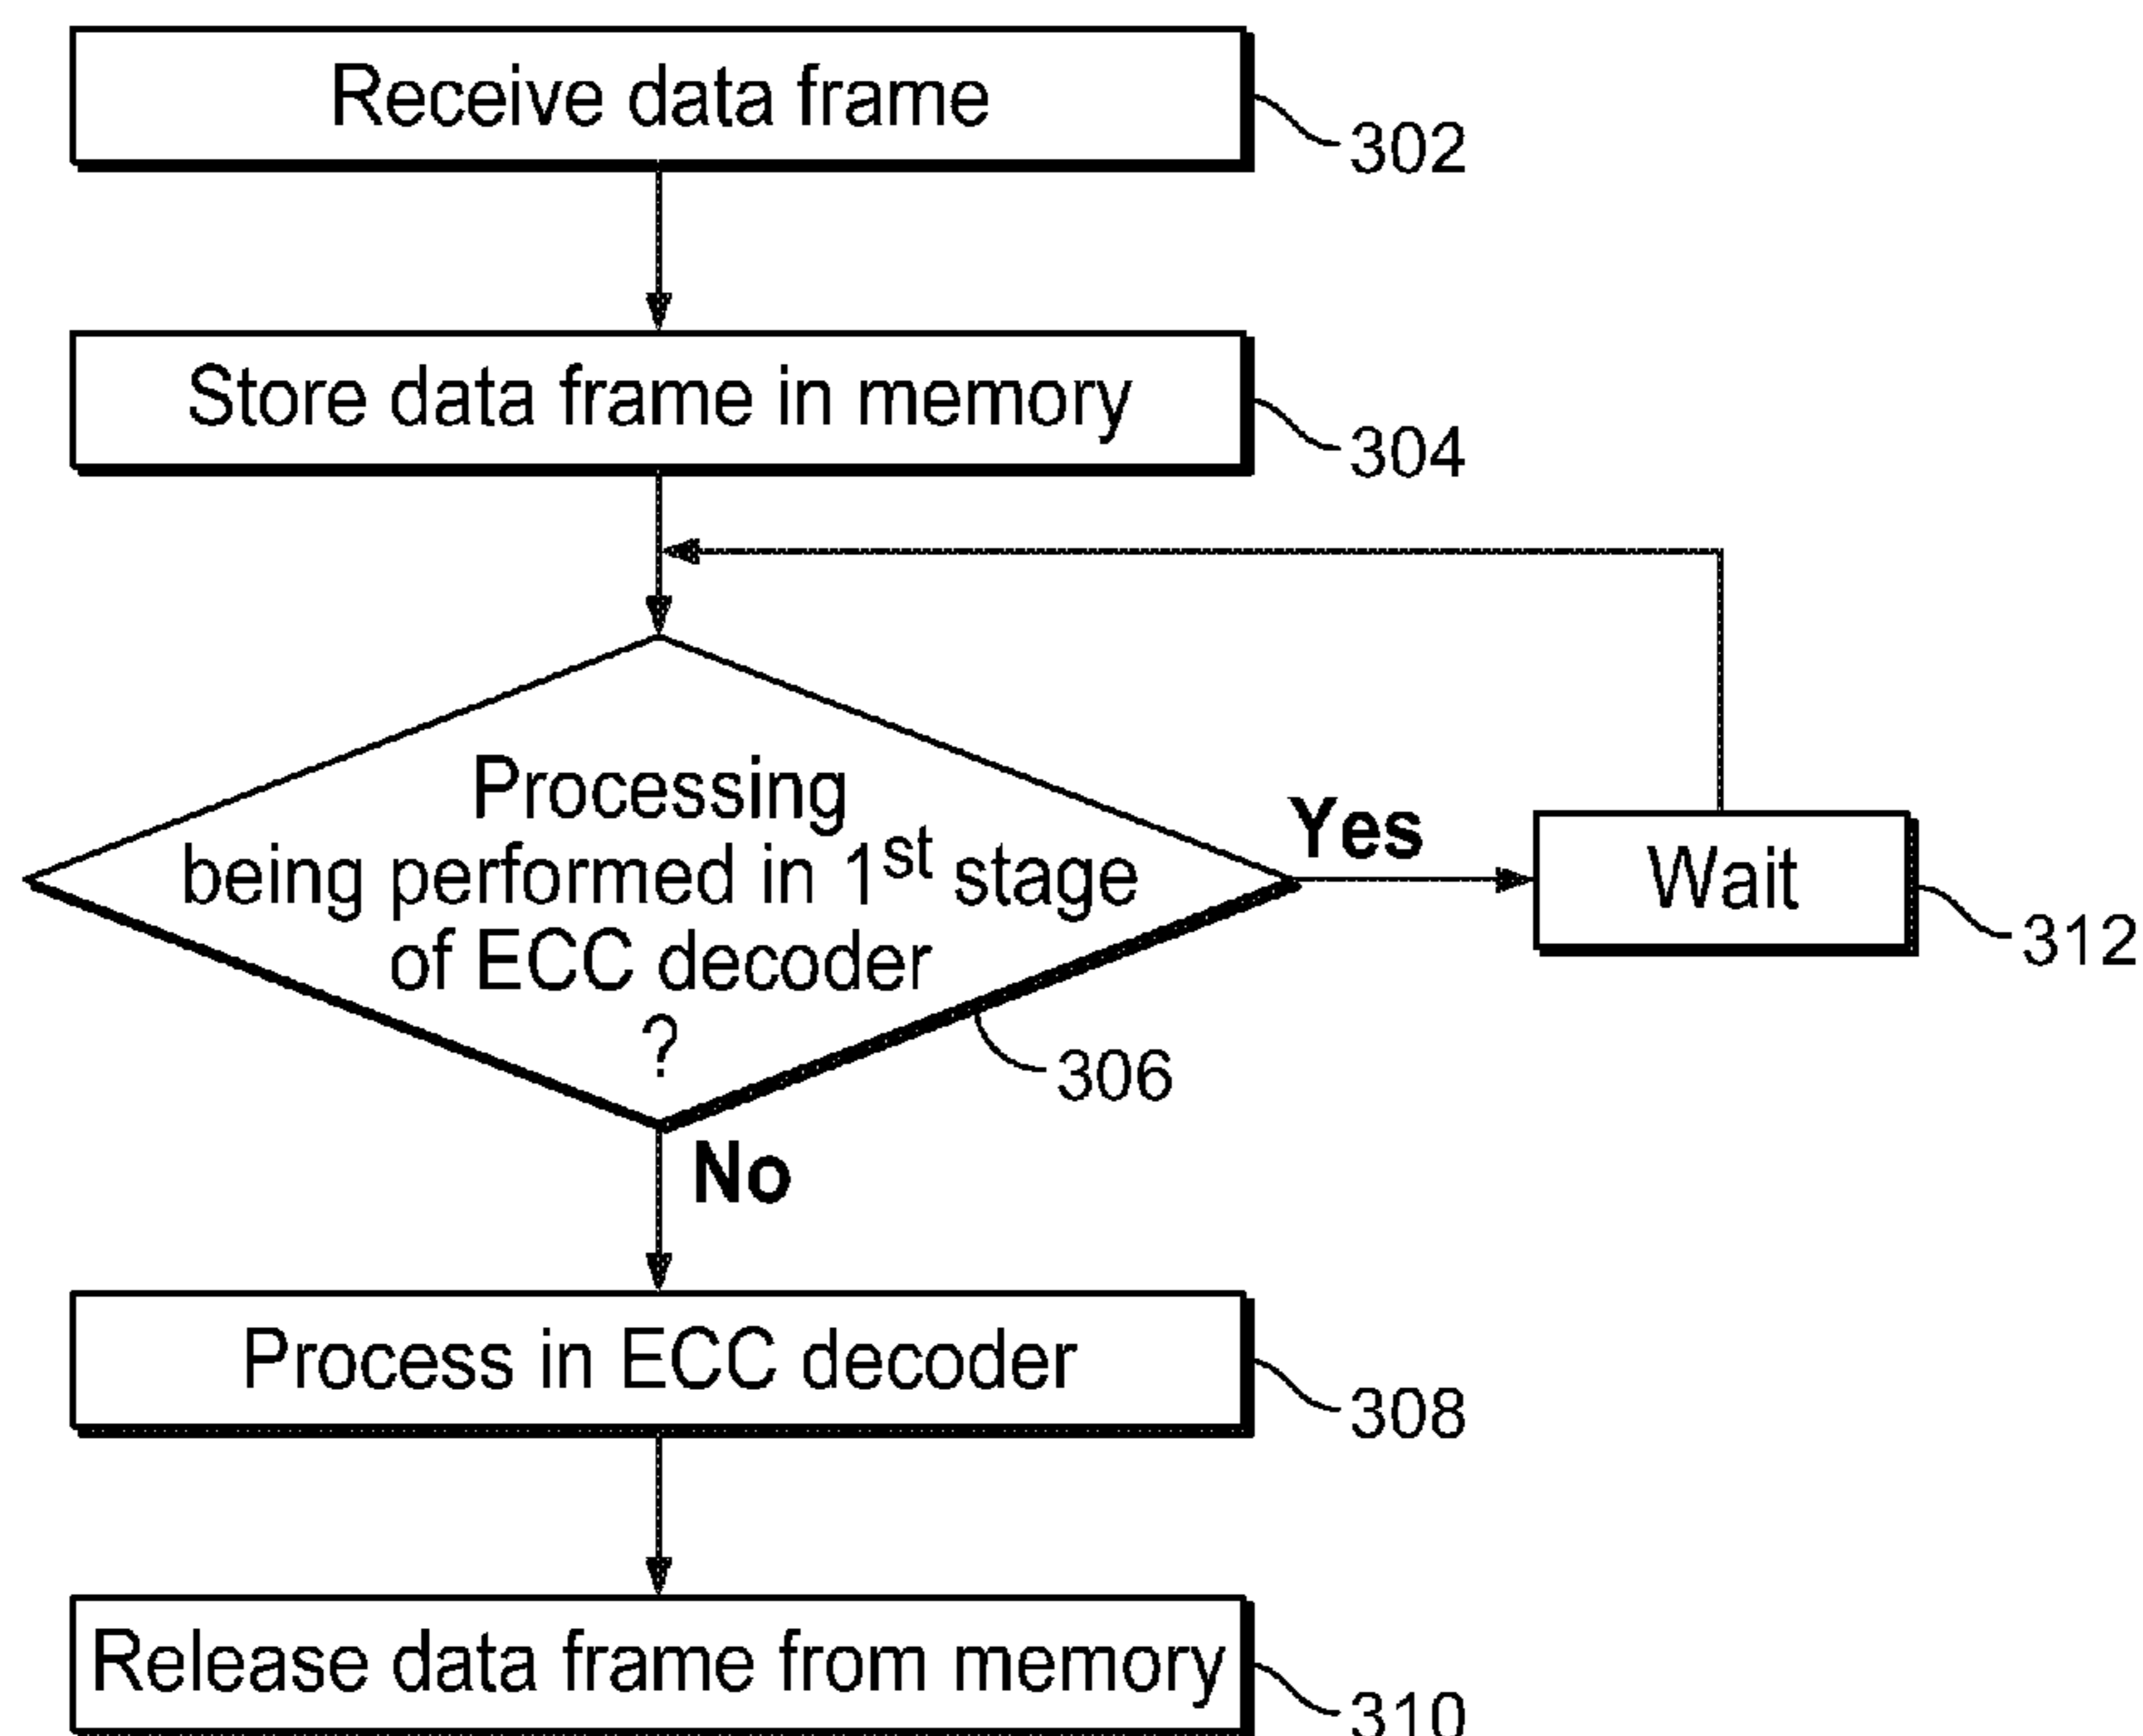 Receive data frame
302
Store data frame in memory
304
Processing
being performed in 1st stage
of ECC decoder
?
306
Yes
Wait
312
No
Process in ECC decoder
308
Release data frame from memory
310